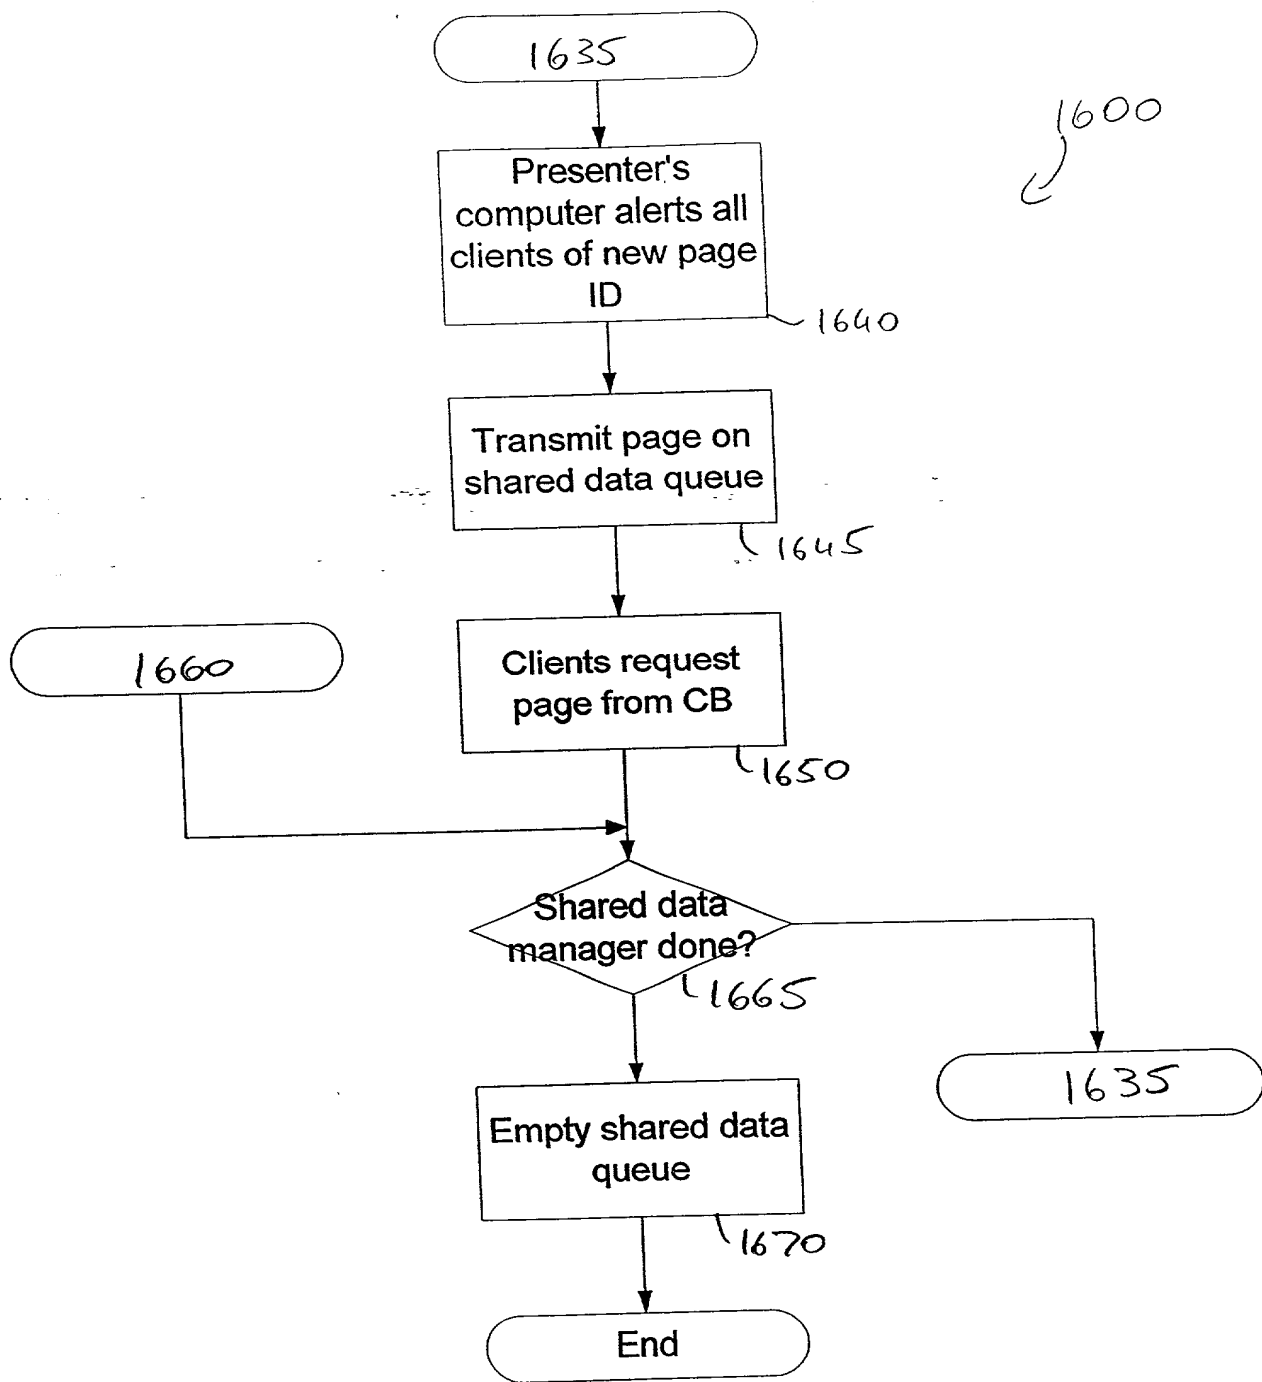 1635
1600
Presenter's
computer alerts all
clients of new page
ID
1640
Transmit page on
shared data queue
1645
1660
Clients request
page from CB
1650
Shared data
manager done?
1665
1635
Empty shared data
queue
1670
End